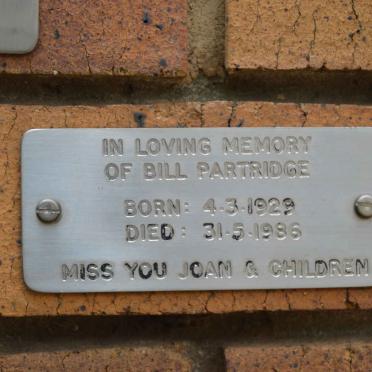 IN LOVING MEMORY
OF BILL PARTRIDGE
BORN: 4·3·1929
DIED: 31·5·1986
MISS YOU JOAN & CHILDREN